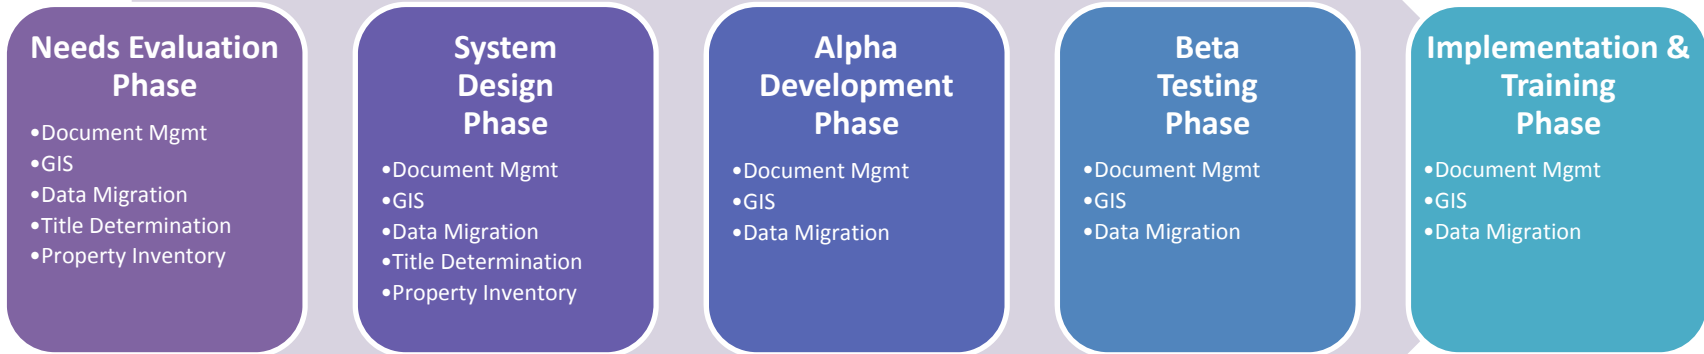 Needs Evaluation
Phase
•Document Mgmt
•GIS
•Data Migration
•Title Determination
•Property Inventory
System
Design
Phase
•Document Mgmt
•GIS
•Data Migration
•Title Determination
•Property Inventory
Alpha
Development
Phase
•Document Mgmt
•GIS
•Data Migration
Beta
Testing
Phase
•Document Mgmt
•GIS
•Data Migration
Implementation &
Training
Phase
•Document Mgmt
•GIS
•Data Migration